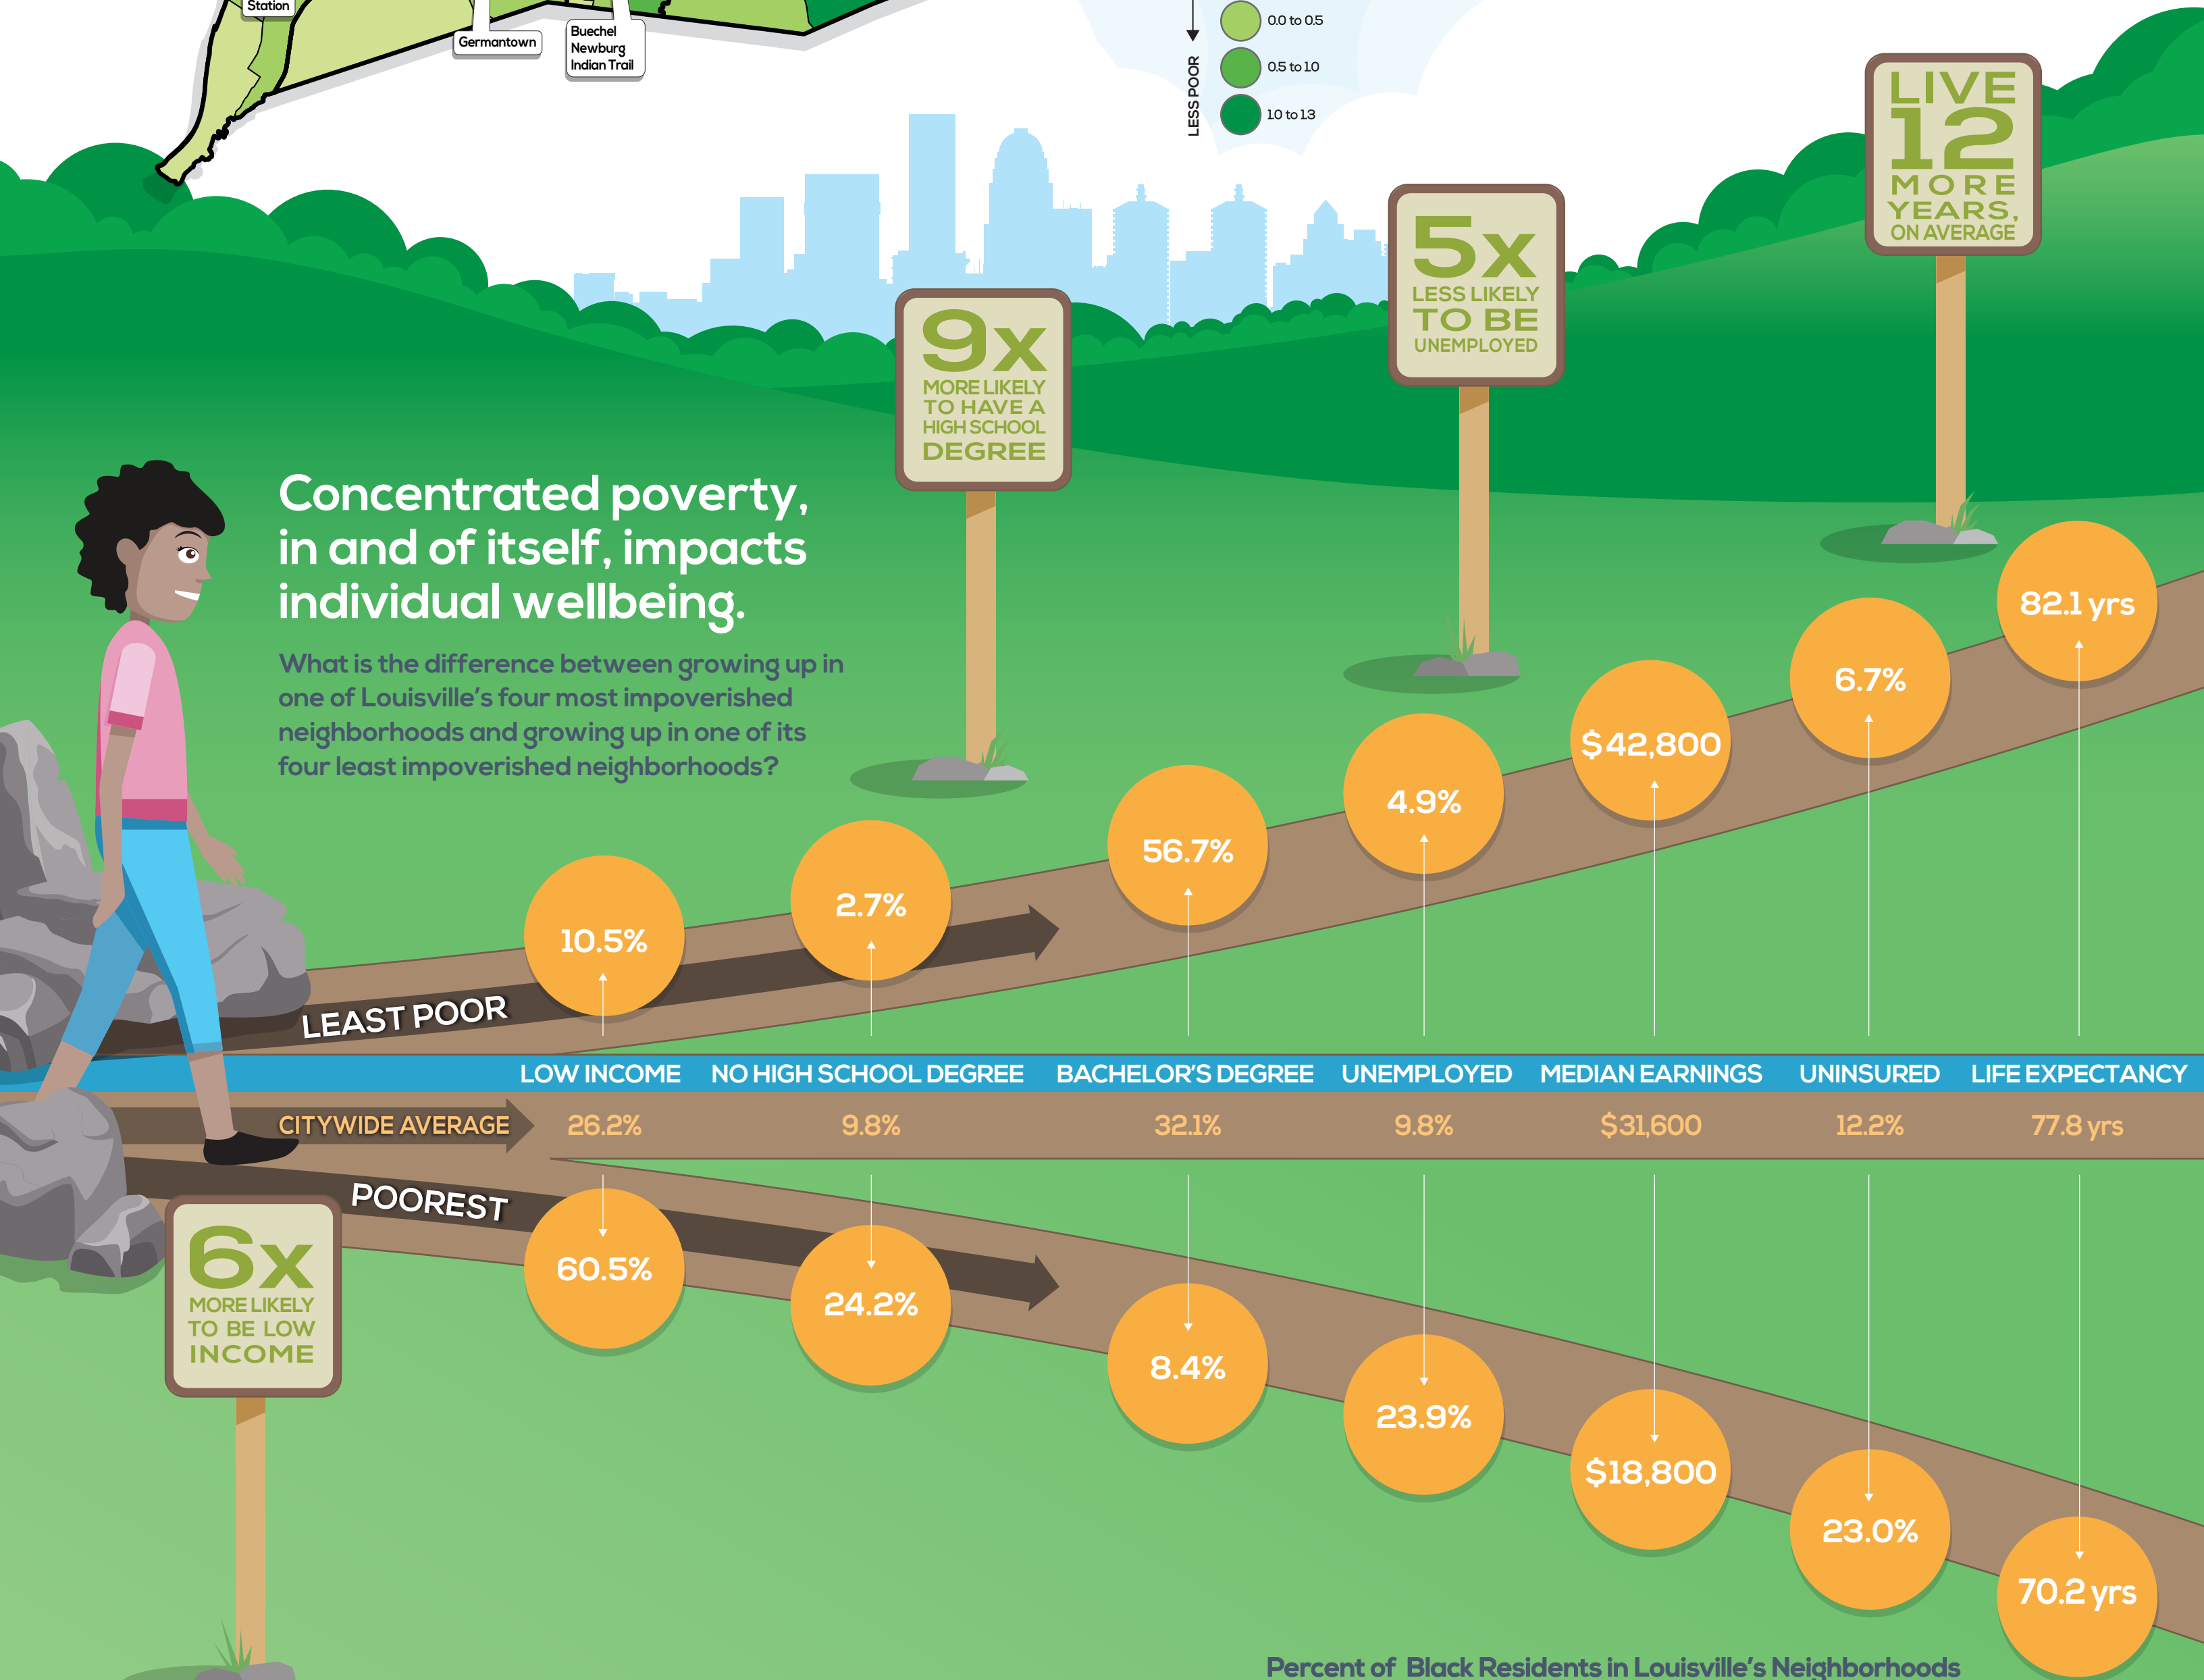 Station
Germantown
Buechel
Newburg
Indian Trail
LESS POOR
0.0 to 0.5
0.5 to 1.0
1.0 to 1.3
LIVE
12
MORE
YEARS,
ON AVERAGE
5x
LESS LIKELY
TO BE
UNEMPLOYED
9x
MORE LIKELY
TO HAVE A
HIGH SCHOOL
DEGREE
Concentrated poverty,
in and of itself, impacts
individual wellbeing.
What is the difference between growing up in
one of Louisville's four most impoverished
neighborhoods and growing up in one of its
four least impoverished neighborhoods?
LEAST POOR
10.5%
2.7%
56.7%
4.9%
$42,800
6.7%
82.1 yrs
LOW INCOME
NO HIGH SCHOOL DEGREE
BACHELOR'S DEGREE
UNEMPLOYED
MEDIAN EARNINGS
UNINSURED
LIFE EXPECTANCY
CITYWIDE AVERAGE
26.2%
9.8%
32.1%
9.8%
$31,600
12.2%
77.8 yrs
POOREST
60.5%
24.2%
8.4%
23.9%
$18,800
23.0%
70.2 yrs
6x
MORE LIKELY
TO BE LOW
INCOME
Percent of Black Residents in Louisville's Neighborhoods